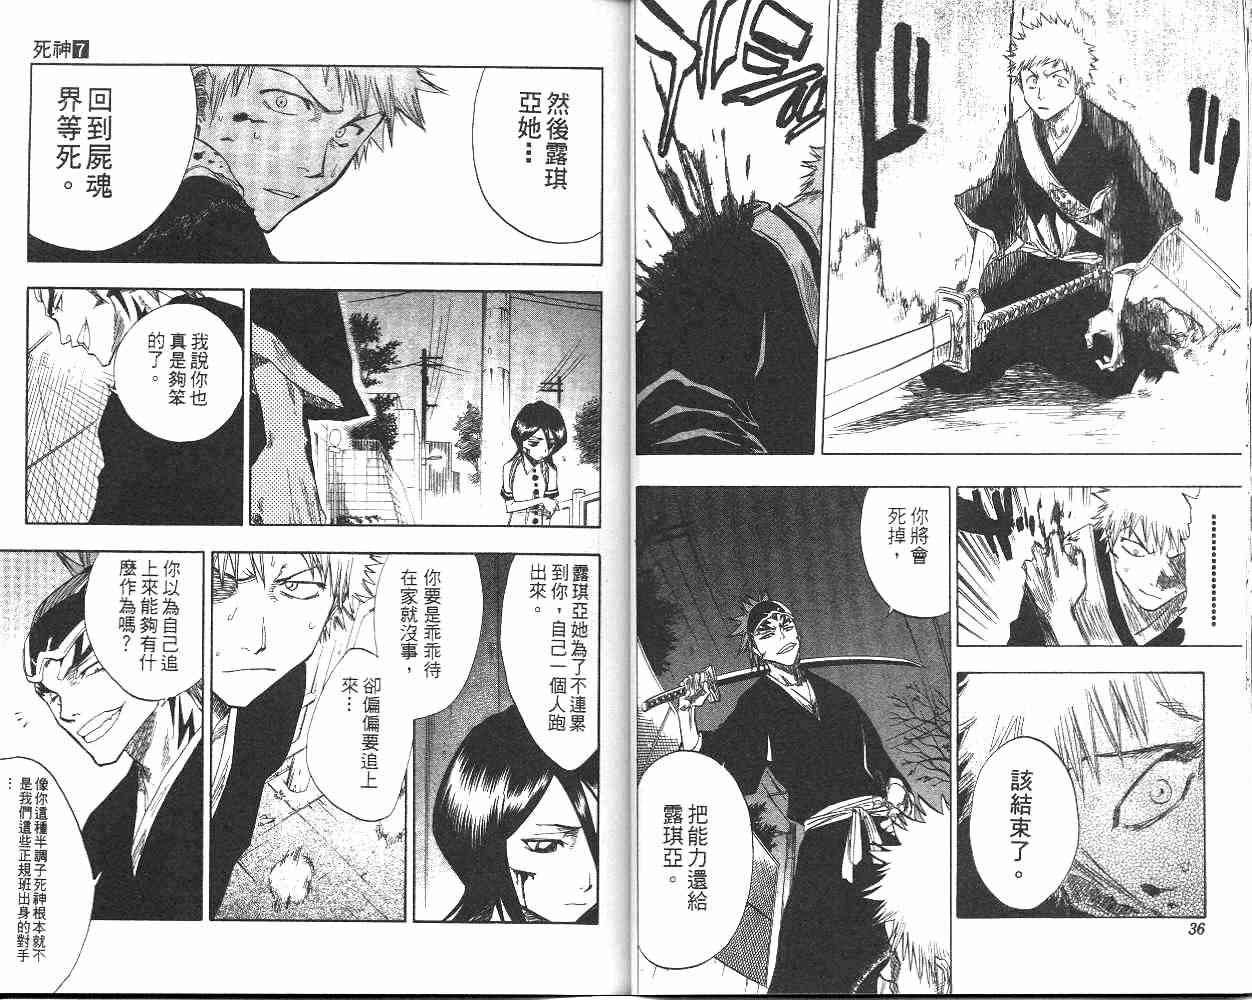 ……………
該結束了。
你將會
死掉，
把能力還給
露琪亞。
36
死神7
然後露琪
亞她…
回到屍魂
界等死。
我說你也
真是夠笨
的了。
露琪亞她為了不連累
到你，自己一個人跑
出來。
你要是乖乖待
在家就沒事，
卻偏偏要追上
來…
你以為自己追
上來能夠有什
麼作為嗎？
像你這種半調子死神根本就不
是我們這些正規班出身的對手
…